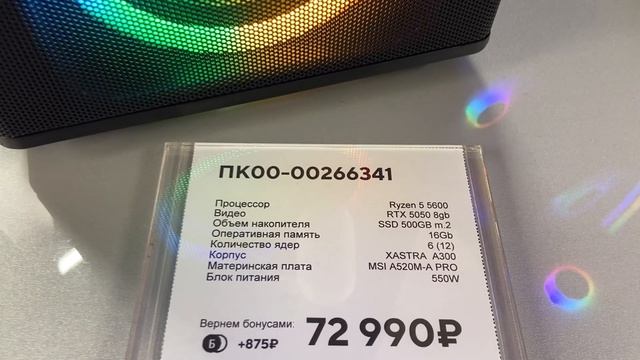 ПК00-00266341
Процессор Ryzen 5 5600
Видео RTX 5050 8gb
Объем накопителя SSD 500GB m.2
Оперативная память 16Gb
Количество ядер 6 (12)
Корпус XASTRA A300
Материнская плата MSI A520M-A PRO
Блок питания 550W
Вернем бонусами:
Б +875₽
72 990₽